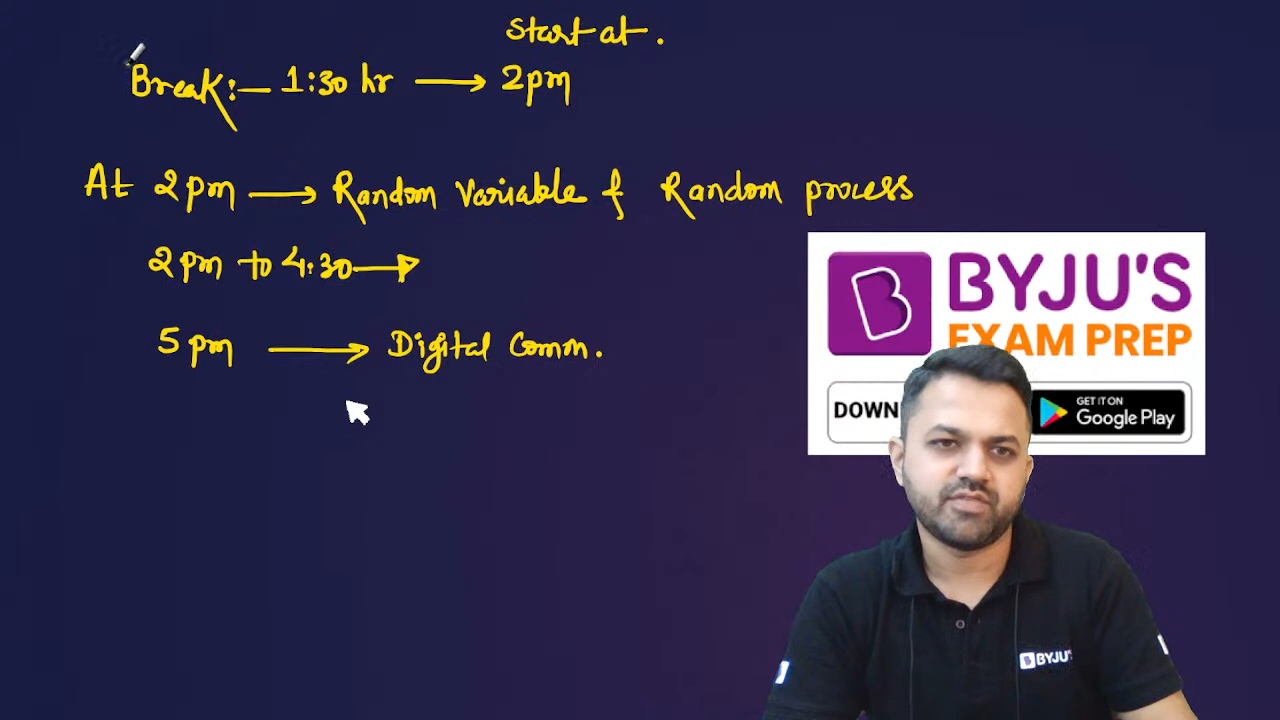 Start at.
Break:— 1:30 hr → 2pm
At 2pm → Random Variable & Random process
2pm to 4:30 →
5pm → Digital Comm.
BYJU'S
EXAM PREP
DOWN
GET IT ON
Google Play
BYJU'S